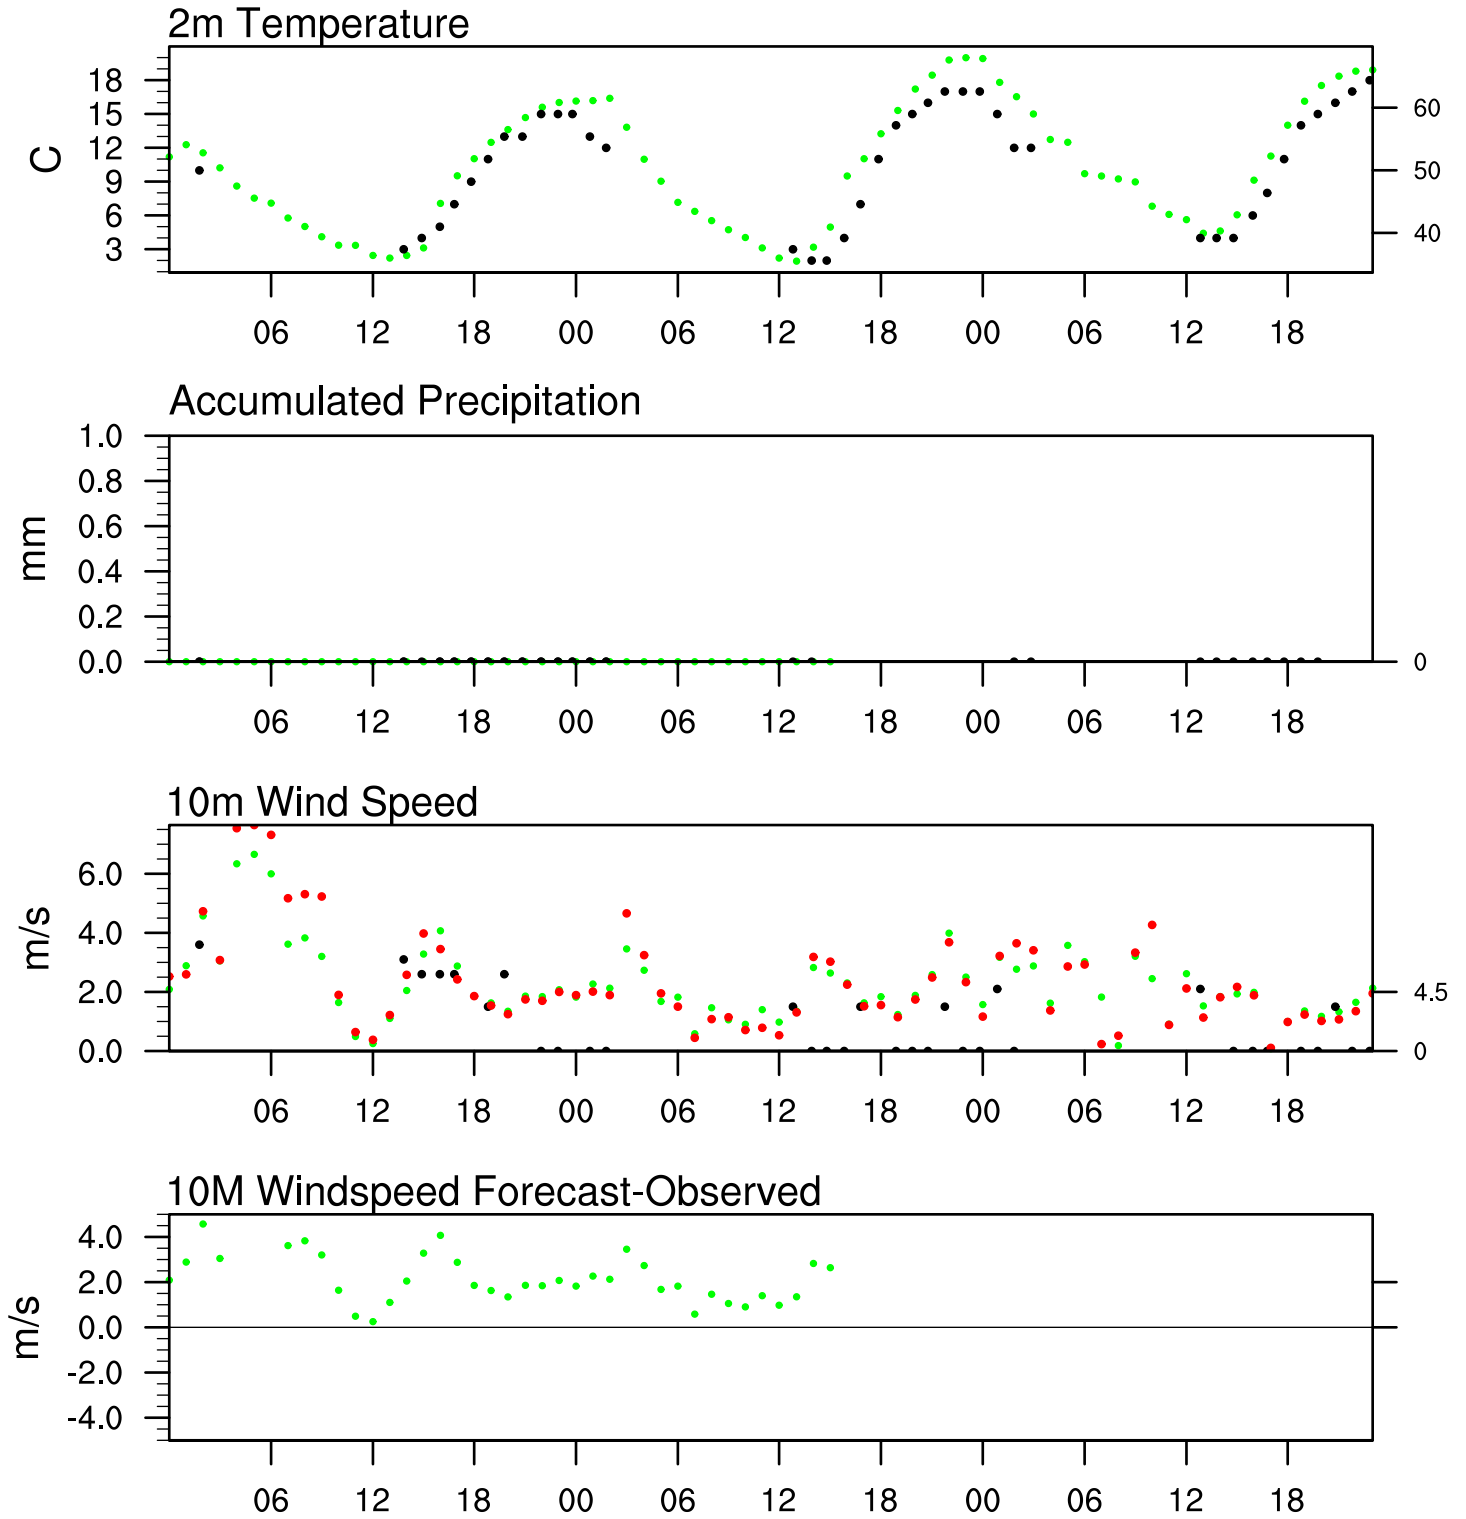 2m Temperature
18
15
12
9
6
3
C
60
50
40
06 12 18 00 06 12 18 00 06 12 18
Accumulated Precipitation
1.0
0.8
0.6
0.4
0.2
0.0
mm
0
06 12 18 00 06 12 18 00 06 12 18
10m Wind Speed
6.0
4.0
2.0
0.0
m/s
4.5
0
06 12 18 00 06 12 18 00 06 12 18
10M Windspeed Forecast-Observed
4.0
2.0
0.0
-2.0
-4.0
m/s
06 12 18 00 06 12 18 00 06 12 18